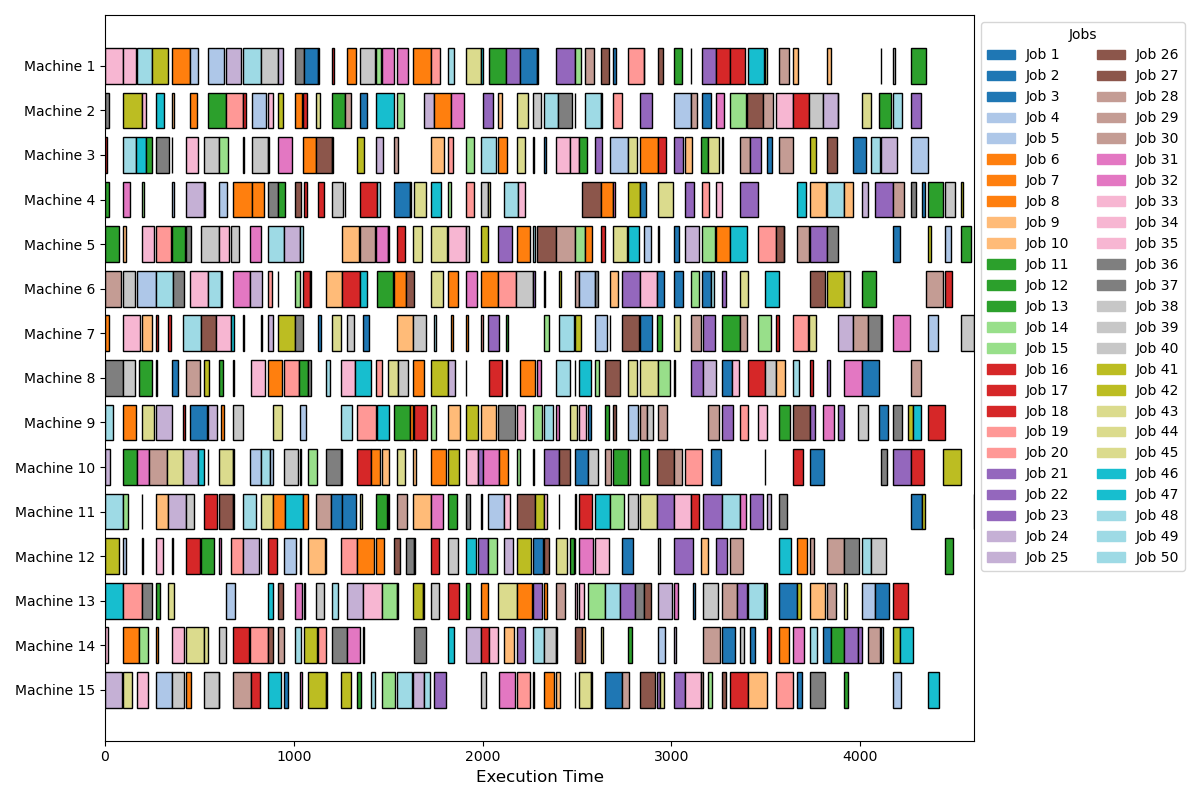 Machine 1
Machine 2
Machine 3
Machine 4
Machine 5
Machine 6
Machine 7
Machine 8
Machine 9
Machine 10
Machine 11
Machine 12
Machine 13
Machine 14
Machine 15
0 1000 2000 3000 4000
Execution Time
Jobs
Job 1 Job 26
Job 2 Job 27
Job 3 Job 28
Job 4 Job 29
Job 5 Job 30
Job 6 Job 31
Job 7 Job 32
Job 8 Job 33
Job 9 Job 34
Job 10 Job 35
Job 11 Job 36
Job 12 Job 37
Job 13 Job 38
Job 14 Job 39
Job 15 Job 40
Job 16 Job 41
Job 17 Job 42
Job 18 Job 43
Job 19 Job 44
Job 20 Job 45
Job 21 Job 46
Job 22 Job 47
Job 23 Job 48
Job 24 Job 49
Job 25 Job 50